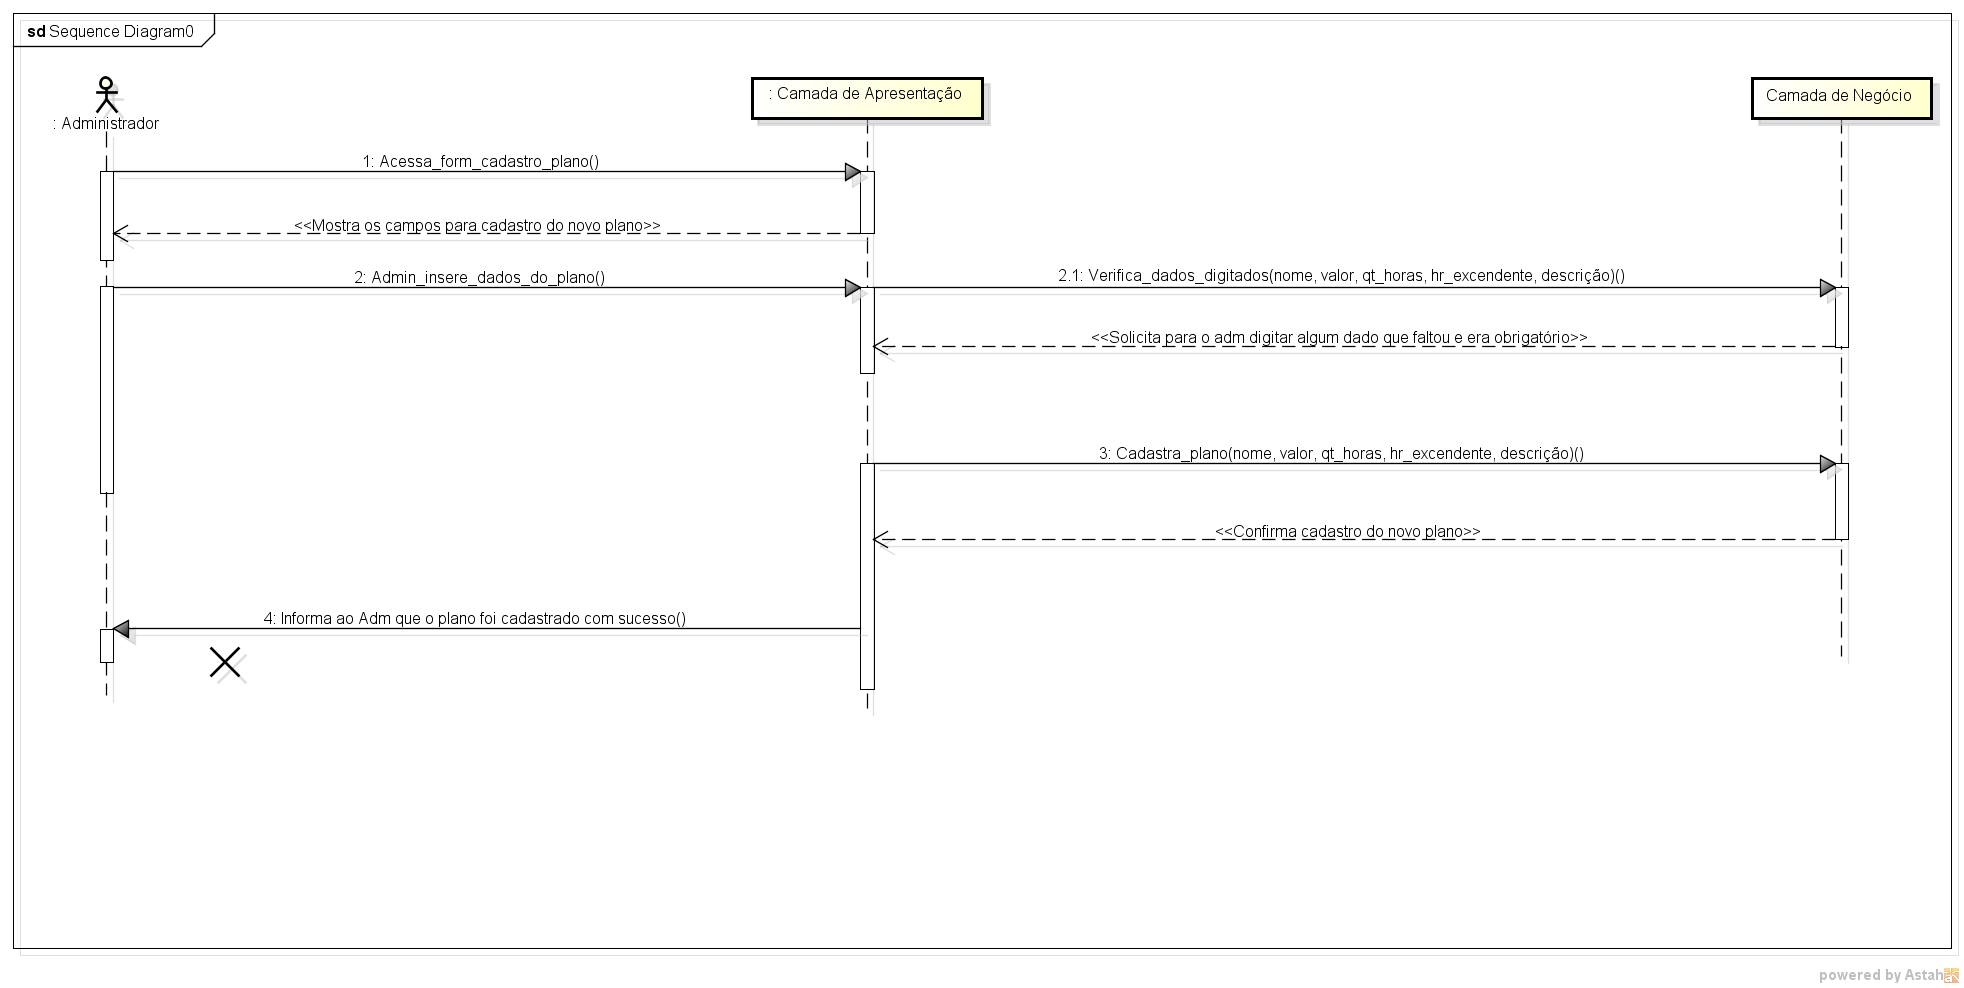 sd Sequence Diagram0
: Administrador
: Camada de Apresentação
Camada de Negócio
1: Acessa_form_cadastro_plano()
<<Mostra os campos para cadastro do novo plano>>
2: Admin_insere_dados_do_plano()
2.1: Verifica_dados_digitados(nome, valor, qt_horas, hr_excendente, descrição)()
<<Solicita para o adm digitar algum dado que faltou e era obrigatório>>
3: Cadastra_plano(nome, valor, qt_horas, hr_excendente, descrição)()
<<Confirma cadastro do novo plano>>
4: Informa ao Adm que o plano foi cadastrado com sucesso()
powered by Astah